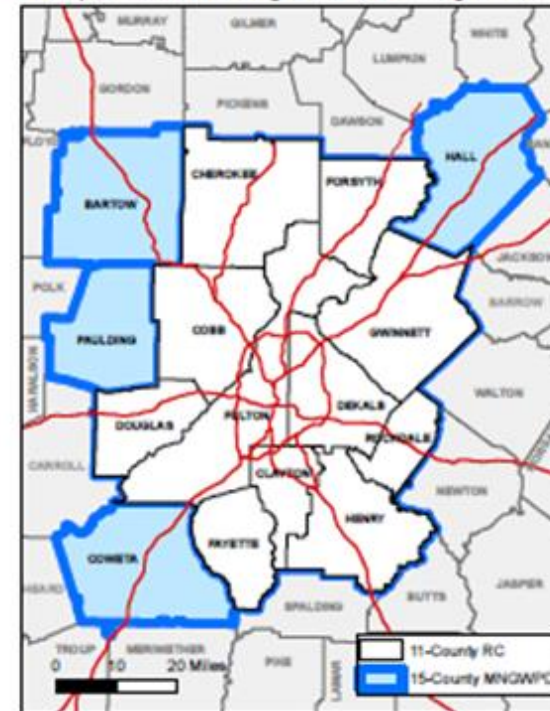 MURRAY
GILMER
WHITE
LUMPKIN
GORDON
PICKENS
DAWSON
HALL
CHEROKEE
FORSYTH
BARTOW
POLK
BARROW
PAULDING
COBB
GWINNETT
HARALSON
WALTON
DEKALB
FULTON
DOUGLAS
ROCKDALE
CARROLL
CLAYTON
NEWTON
HENRY
FAYETTE
COWETA
JASPER
BUTTS
SPALDING
TROUP
MERIWETHER
PIKE
LAMAR
0 10 20 Miles
11-County RC
15-County MNGWPD